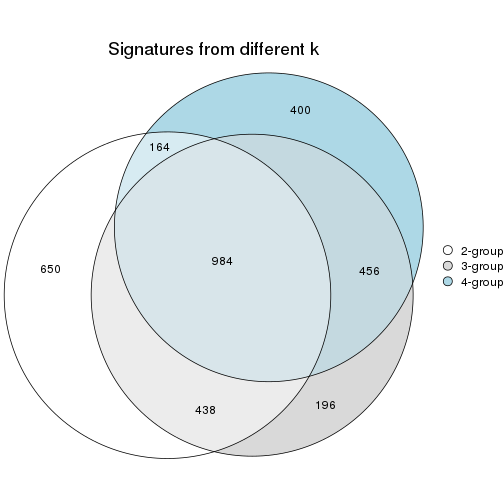 Signatures from different k
400
164
650
984
456
438
196
2-group
3-group
4-group